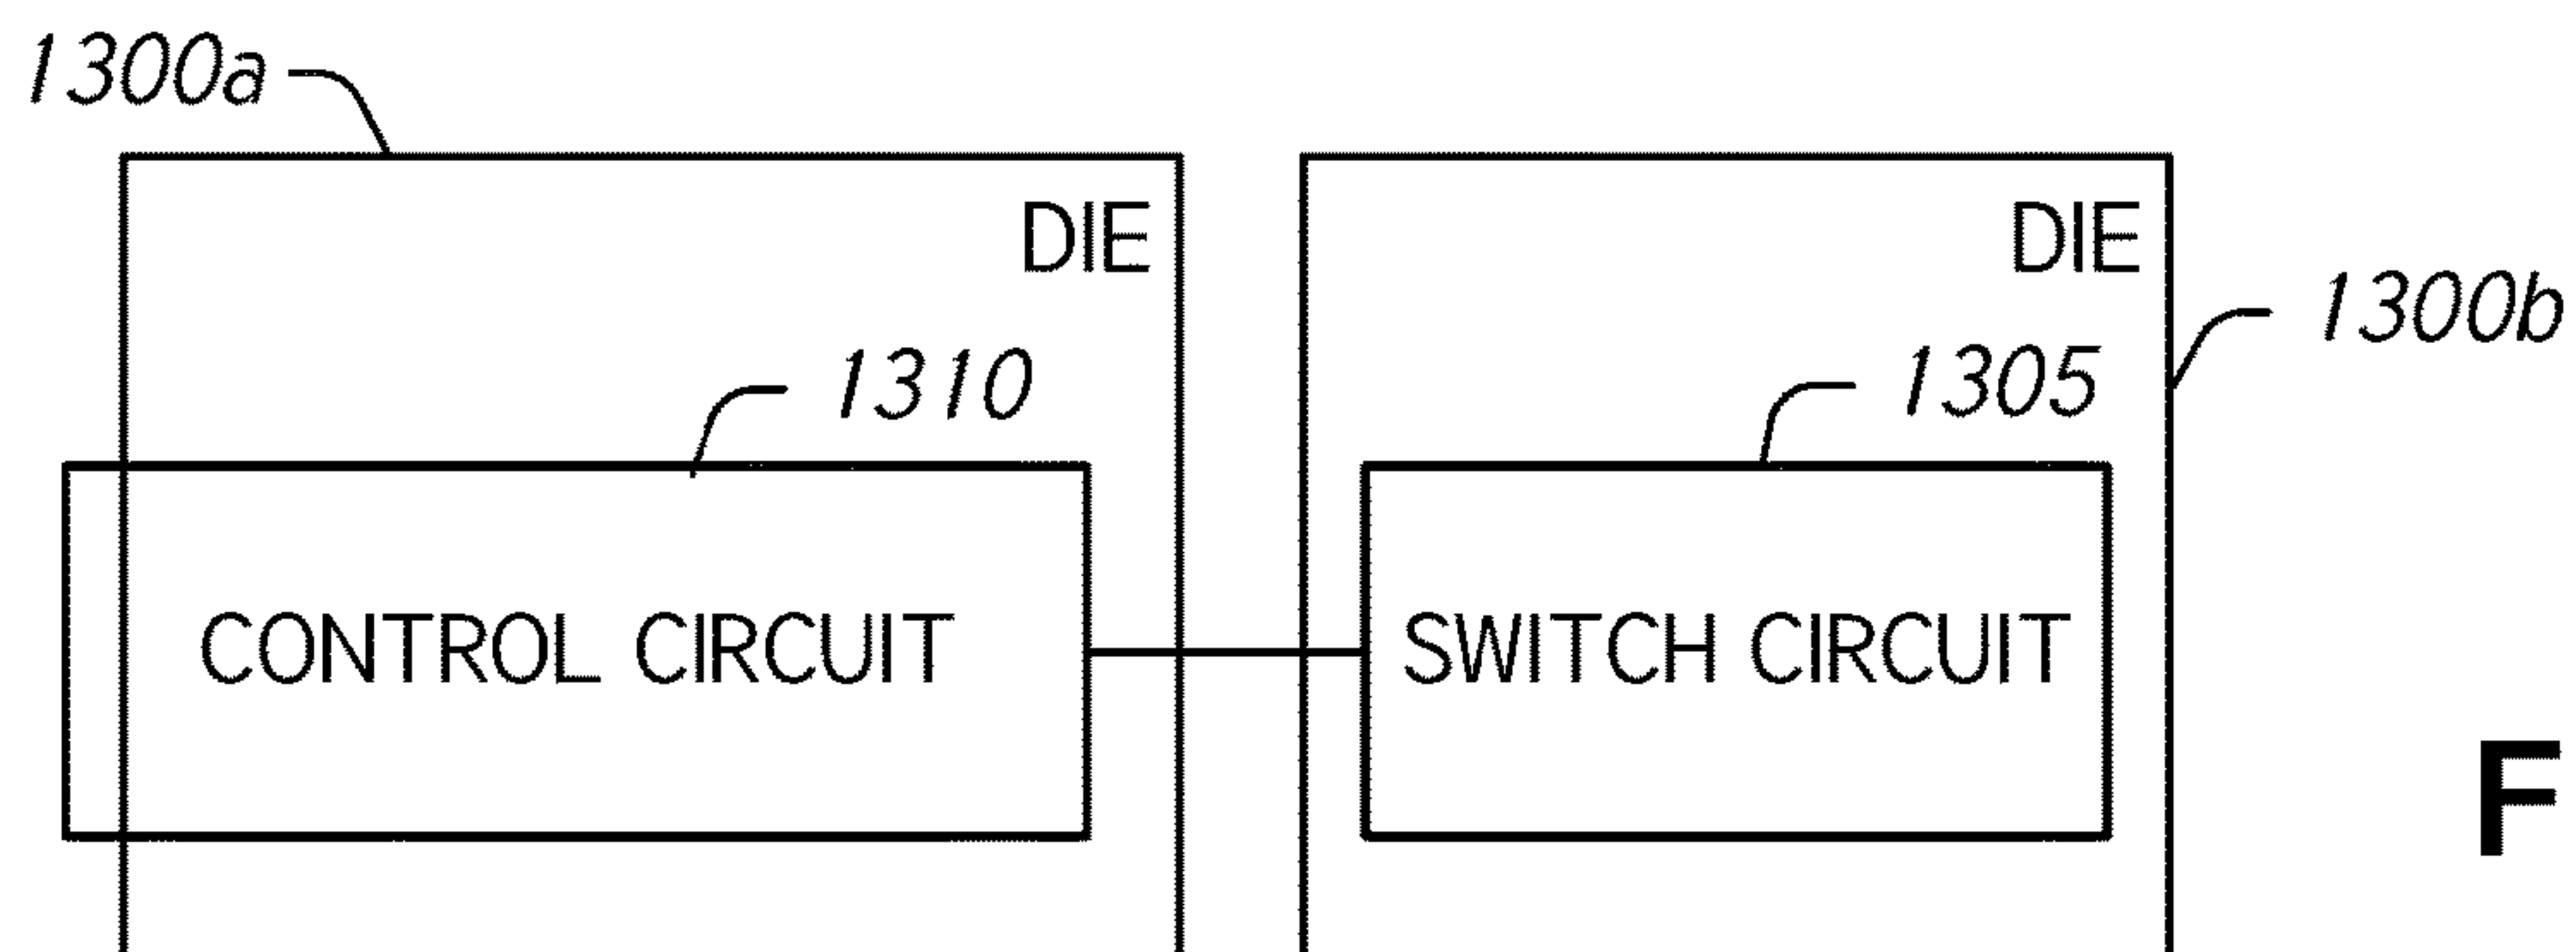 1300a
DIE DIE
1300b
1310 1305
CONTROL CIRCUIT SWITCH CIRCUIT
F